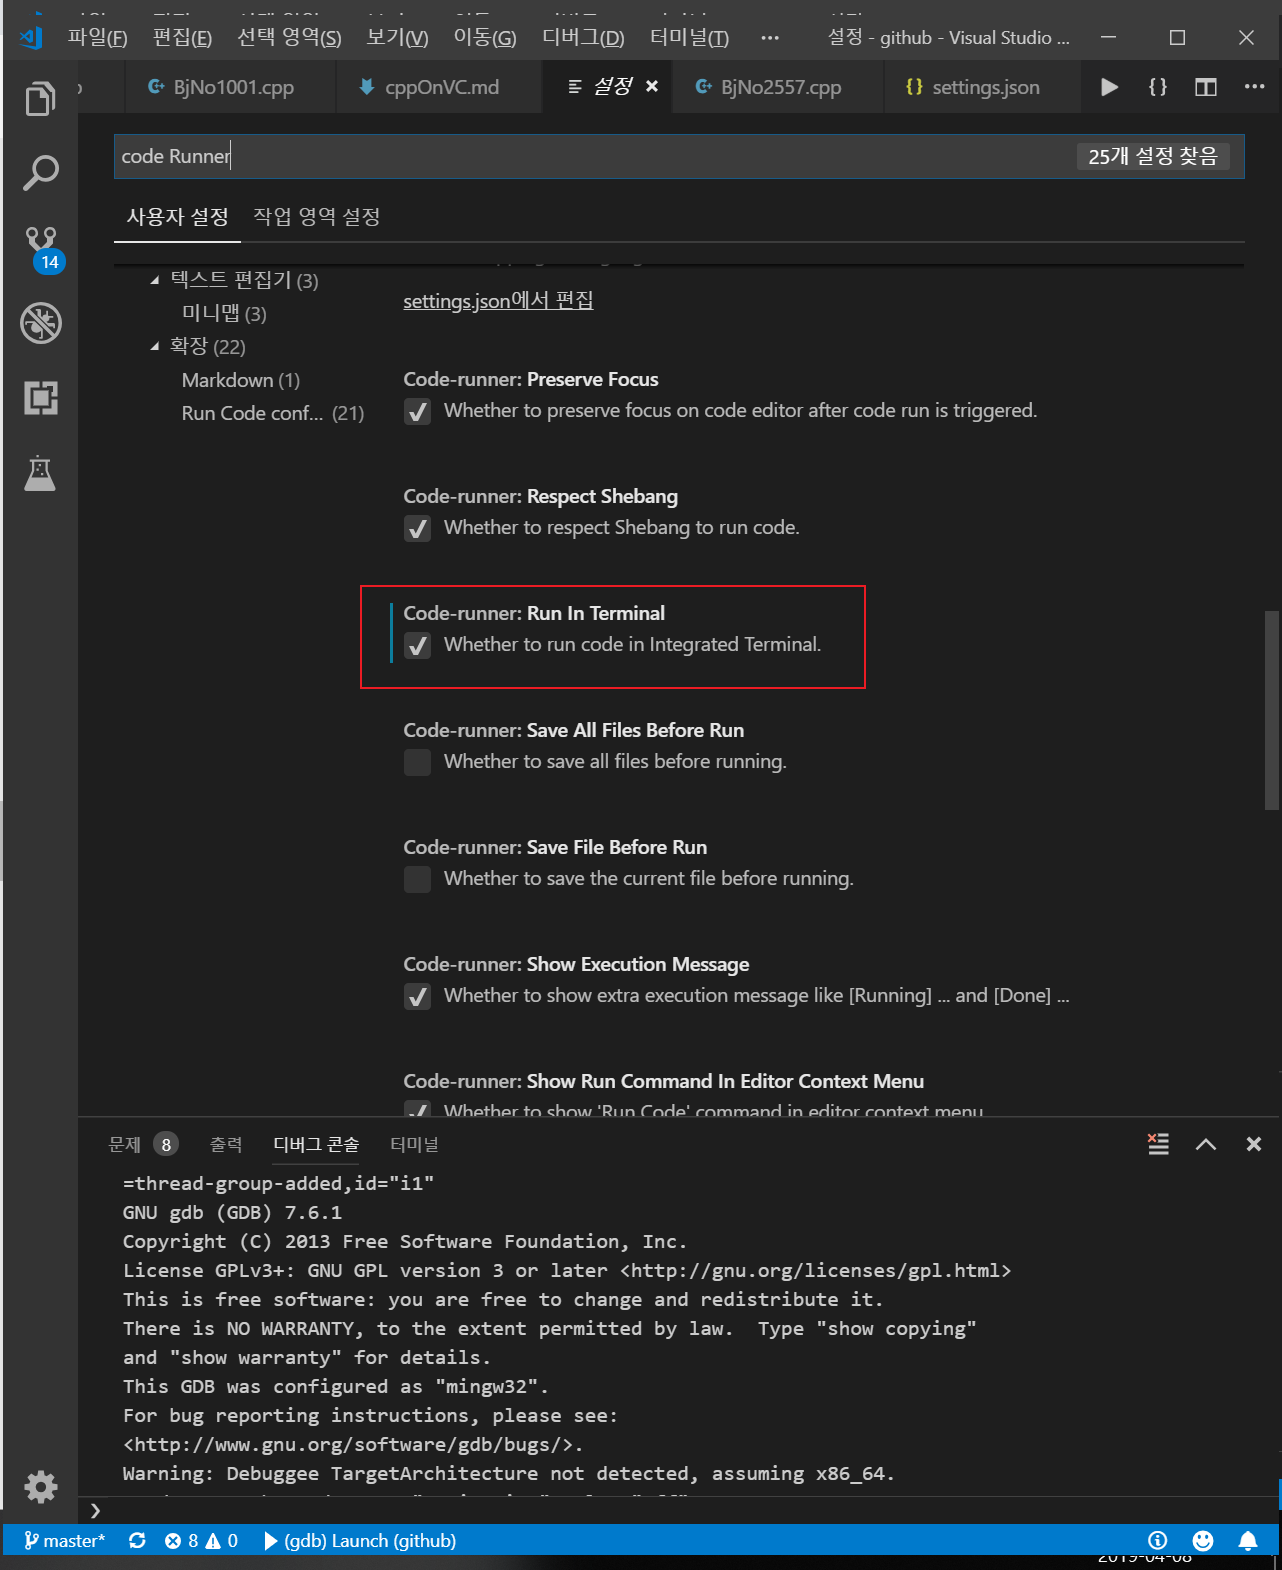 파일(F) 편집(E) 선택 영역(S) 보기(V) 이동(G) 디버그(D) 터미널(T) ··· 설정 - github - Visual Studio ...
BjNo1001.cpp cppOnVC.md 설정 BjNo2557.cpp settings.json
code Runner 25개 설정 찾음
사용자 설정 작업 영역 설정
14
텍스트 편집기 (3)
미니맵 (3)
확장 (22)
Markdown (1)
Run Code conf... (21)
settings.json에서 편집
Code-runner: Preserve Focus
Whether to preserve focus on code editor after code run is triggered.
Code-runner: Respect Shebang
Whether to respect Shebang to run code.
Code-runner: Run In Terminal
Whether to run code in Integrated Terminal.
Code-runner: Save All Files Before Run
Whether to save all files before running.
Code-runner: Save File Before Run
Whether to save the current file before running.
Code-runner: Show Execution Message
Whether to show extra execution message like [Running] ... and [Done] ...
Code-runner: Show Run Command In Editor Context Menu
Whether to show 'Run Code' command in editor context menu
문제 8 출력 디버그 콘솔 터미널
=thread-group-added,id="i1"
GNU gdb (GDB) 7.6.1
Copyright (C) 2013 Free Software Foundation, Inc.
License GPLv3+: GNU GPL version 3 or later <http://gnu.org/licenses/gpl.html>
This is free software: you are free to change and redistribute it.
There is NO WARRANTY, to the extent permitted by law.  Type "show copying"
and "show warranty" for details.
This GDB was configured as "mingw32".
For bug reporting instructions, please see:
<http://www.gnu.org/software/gdb/bugs/>.
Warning: Debuggee TargetArchitecture not detected, assuming x86_64.
master* 8 0 (gdb) Launch (github)
2019-04-08